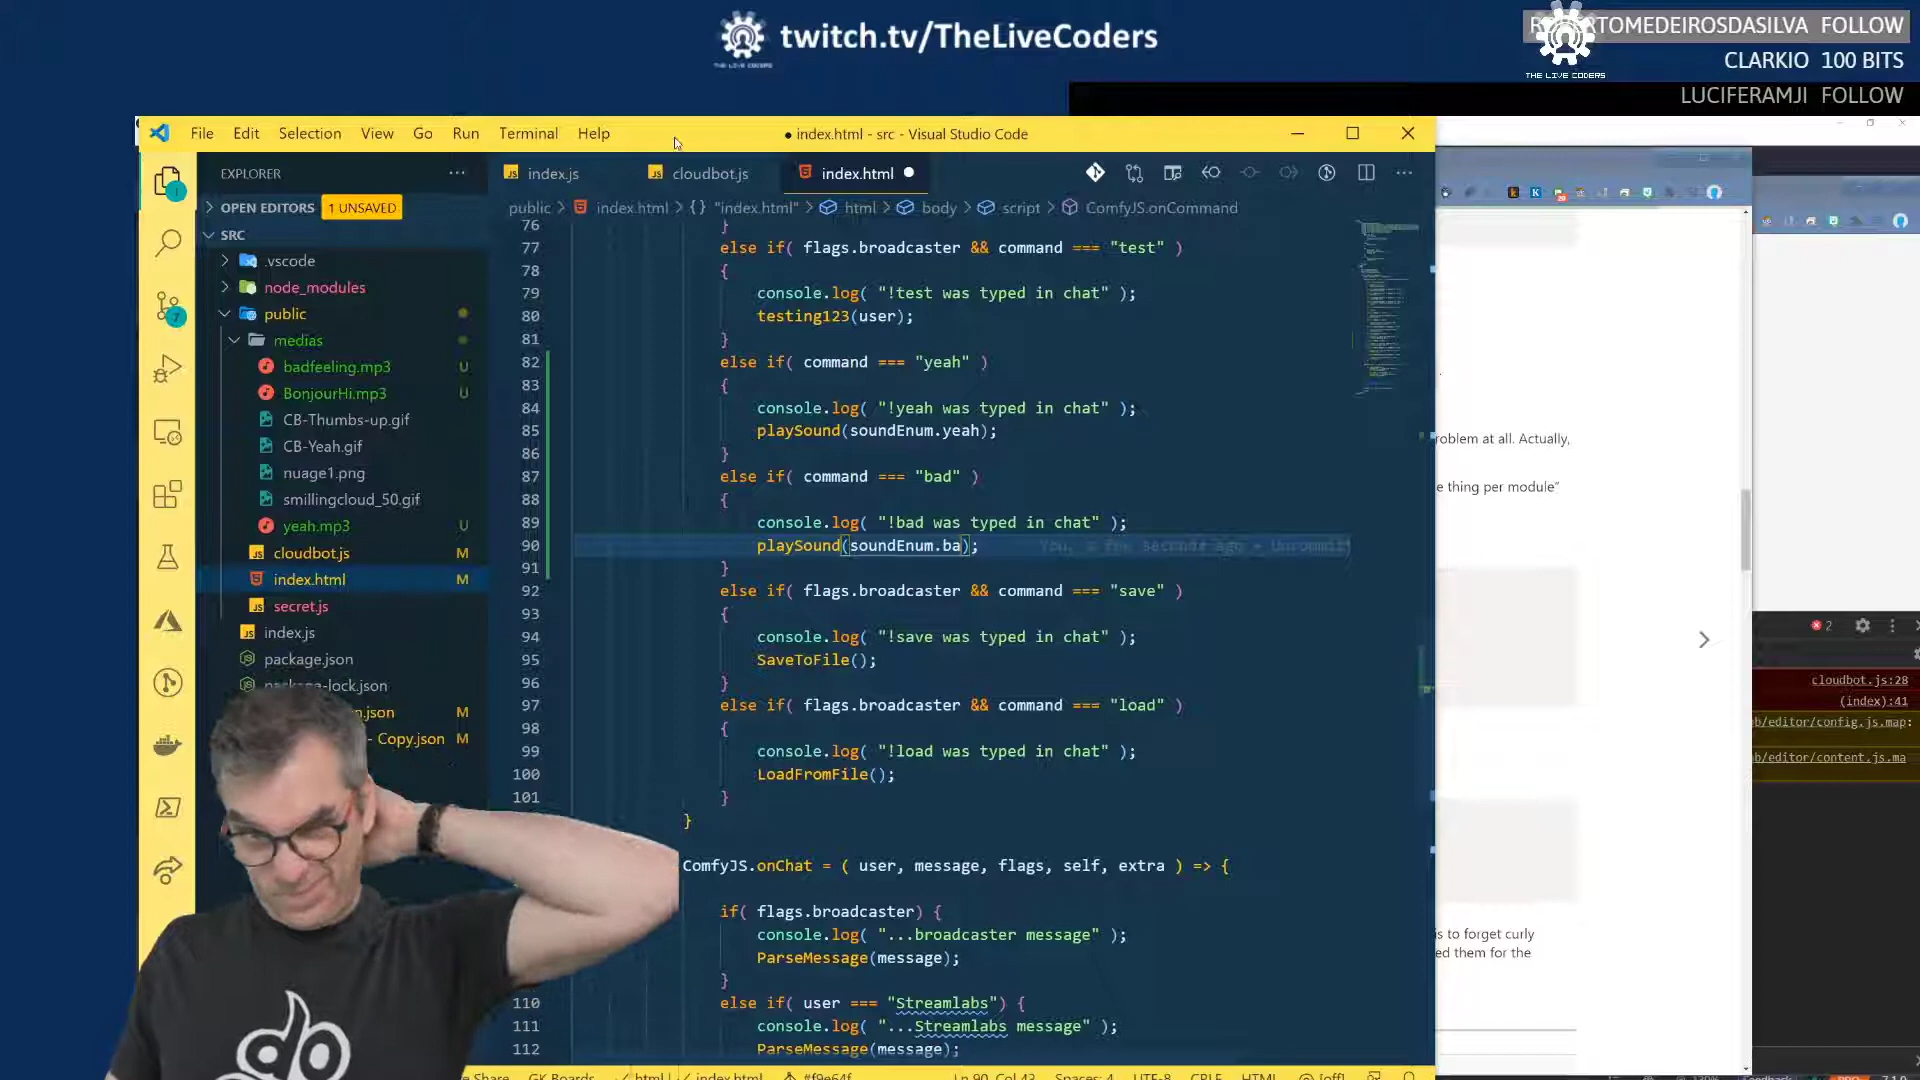 twitch.tv/TheLiveCoders
THE LIVE CODERS
FOLLOW
THE LIVE CODERS
CLARKIO 100 BITS
LUCIFERAMJI FOLLOW
File Edit Selection View Go Run Terminal Help
● index.html - src - Visual Studio Code
EXPLORER
index.js
cloudbot.js
index.html
OPEN EDITORS 1 UNSAVED
public > index.html > {} "index.html" > html > body > script > ComfyJS.onCommand
SRC
.vscode
node_modules
public
medias
badfeeling.mp3 U
BonjourHi.mp3 U
CB-Thumbs-up.gif
CB-Yeah.gif
nuage1.png
smillingcloud_50.gif
yeah.mp3 U
cloudbot.js M
index.html M
secret.js
index.js
package.json
package-lock.json
n.json M
- Copy.json M
76 }
77 else if( flags.broadcaster && command === "test" )
78 {
79 console.log( "!test was typed in chat" );
80 testing123(user);
81 }
82 else if( command === "yeah" )
83 {
84 console.log( "!yeah was typed in chat" );
85 playSound(soundEnum.yeah);
86 }
87 else if( command === "bad" )
88 {
89 console.log( "!bad was typed in chat" );
90 playSound(soundEnum.ba); You, a few seconds ago • Uncommit
91 }
92 else if( flags.broadcaster && command === "save" )
93 {
94 console.log( "!save was typed in chat" );
95 SaveToFile();
96 }
97 else if( flags.broadcaster && command === "load" )
98 {
99 console.log( "!load was typed in chat" );
100 LoadFromFile();
101 }
}
ComfyJS.onChat = ( user, message, flags, self, extra ) => {
if( flags.broadcaster) {
console.log( "...broadcaster message" );
ParseMessage(message);
}
110 else if( user === "Streamlabs") {
111 console.log( "...Streamlabs message" );
112 ParseMessage(message);
oblem at all. Actually,
e thing per module”
is to forget curly
ed them for the
2
cloudbot.js:28
(index):41
b/editor/config.js.map:
b/editor/content.js.ma
Share GK Boards html index.html #f9e64f Ln 90, Col 43 Spaces: 4 UTF-8 CRLF HTML [off]